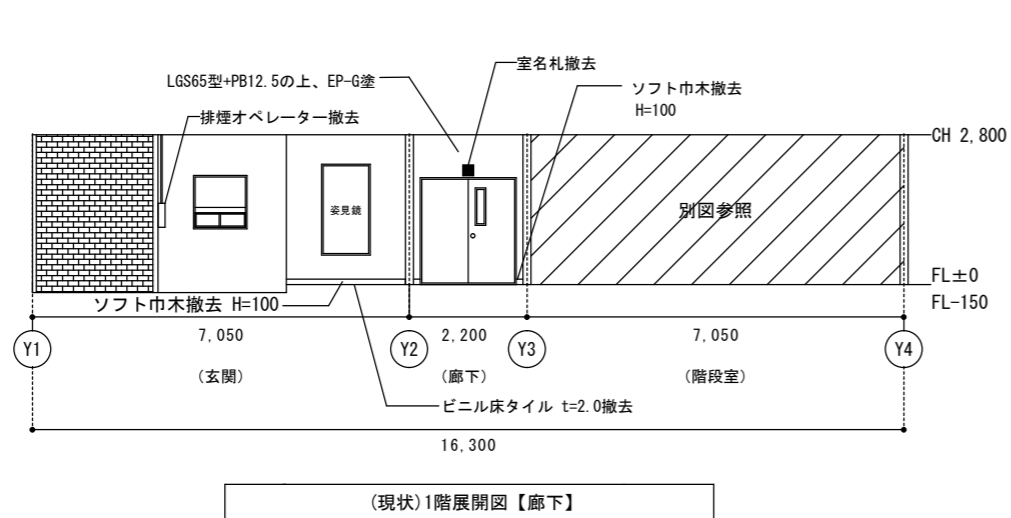 室名札撤去
LGS65型+PB12.5の上、EP-G塗
ソフト巾木撤去
H=100
排煙オペレーター撤去
CH 2,800
姿見鏡
別図参照
FL±0
ソフト巾木撤去 H=100
FL-150
7,050
2,200
7,050
Y1
Y2
Y3
Y4
(玄関)
(廊下)
(階段室)
ビニル床タイル t=2.0撤去
16,300
(現状)1階展開図【廊下】